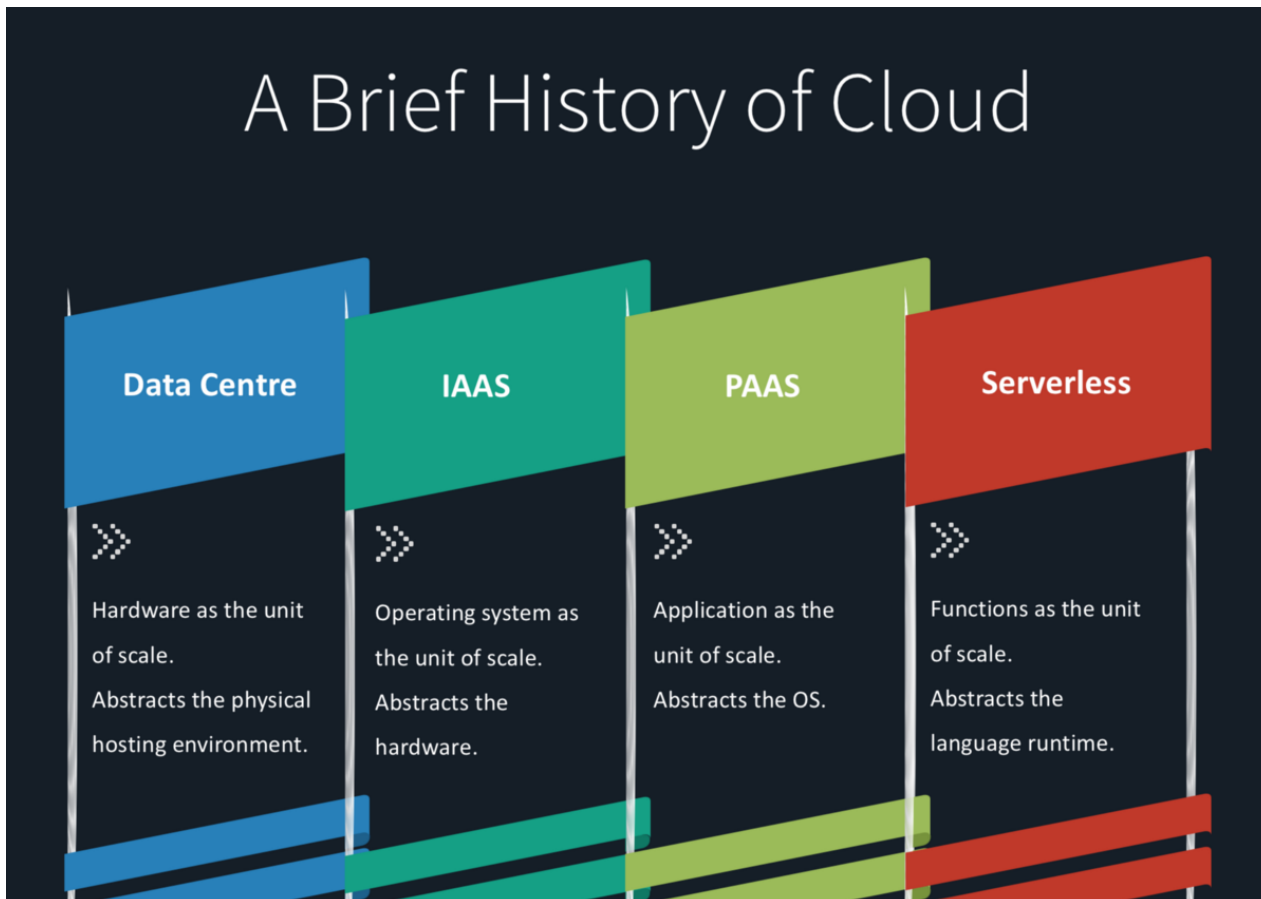 A Brief History of Cloud
Data Centre
Hardware as the unit
of scale.
Abstracts the physical
hosting environment.
IAAS
Operating system as
the unit of scale.
Abstracts the
hardware.
PAAS
Application as the
unit of scale.
Abstracts the OS.
Serverless
Functions as the unit
of scale.
Abstracts the
language runtime.